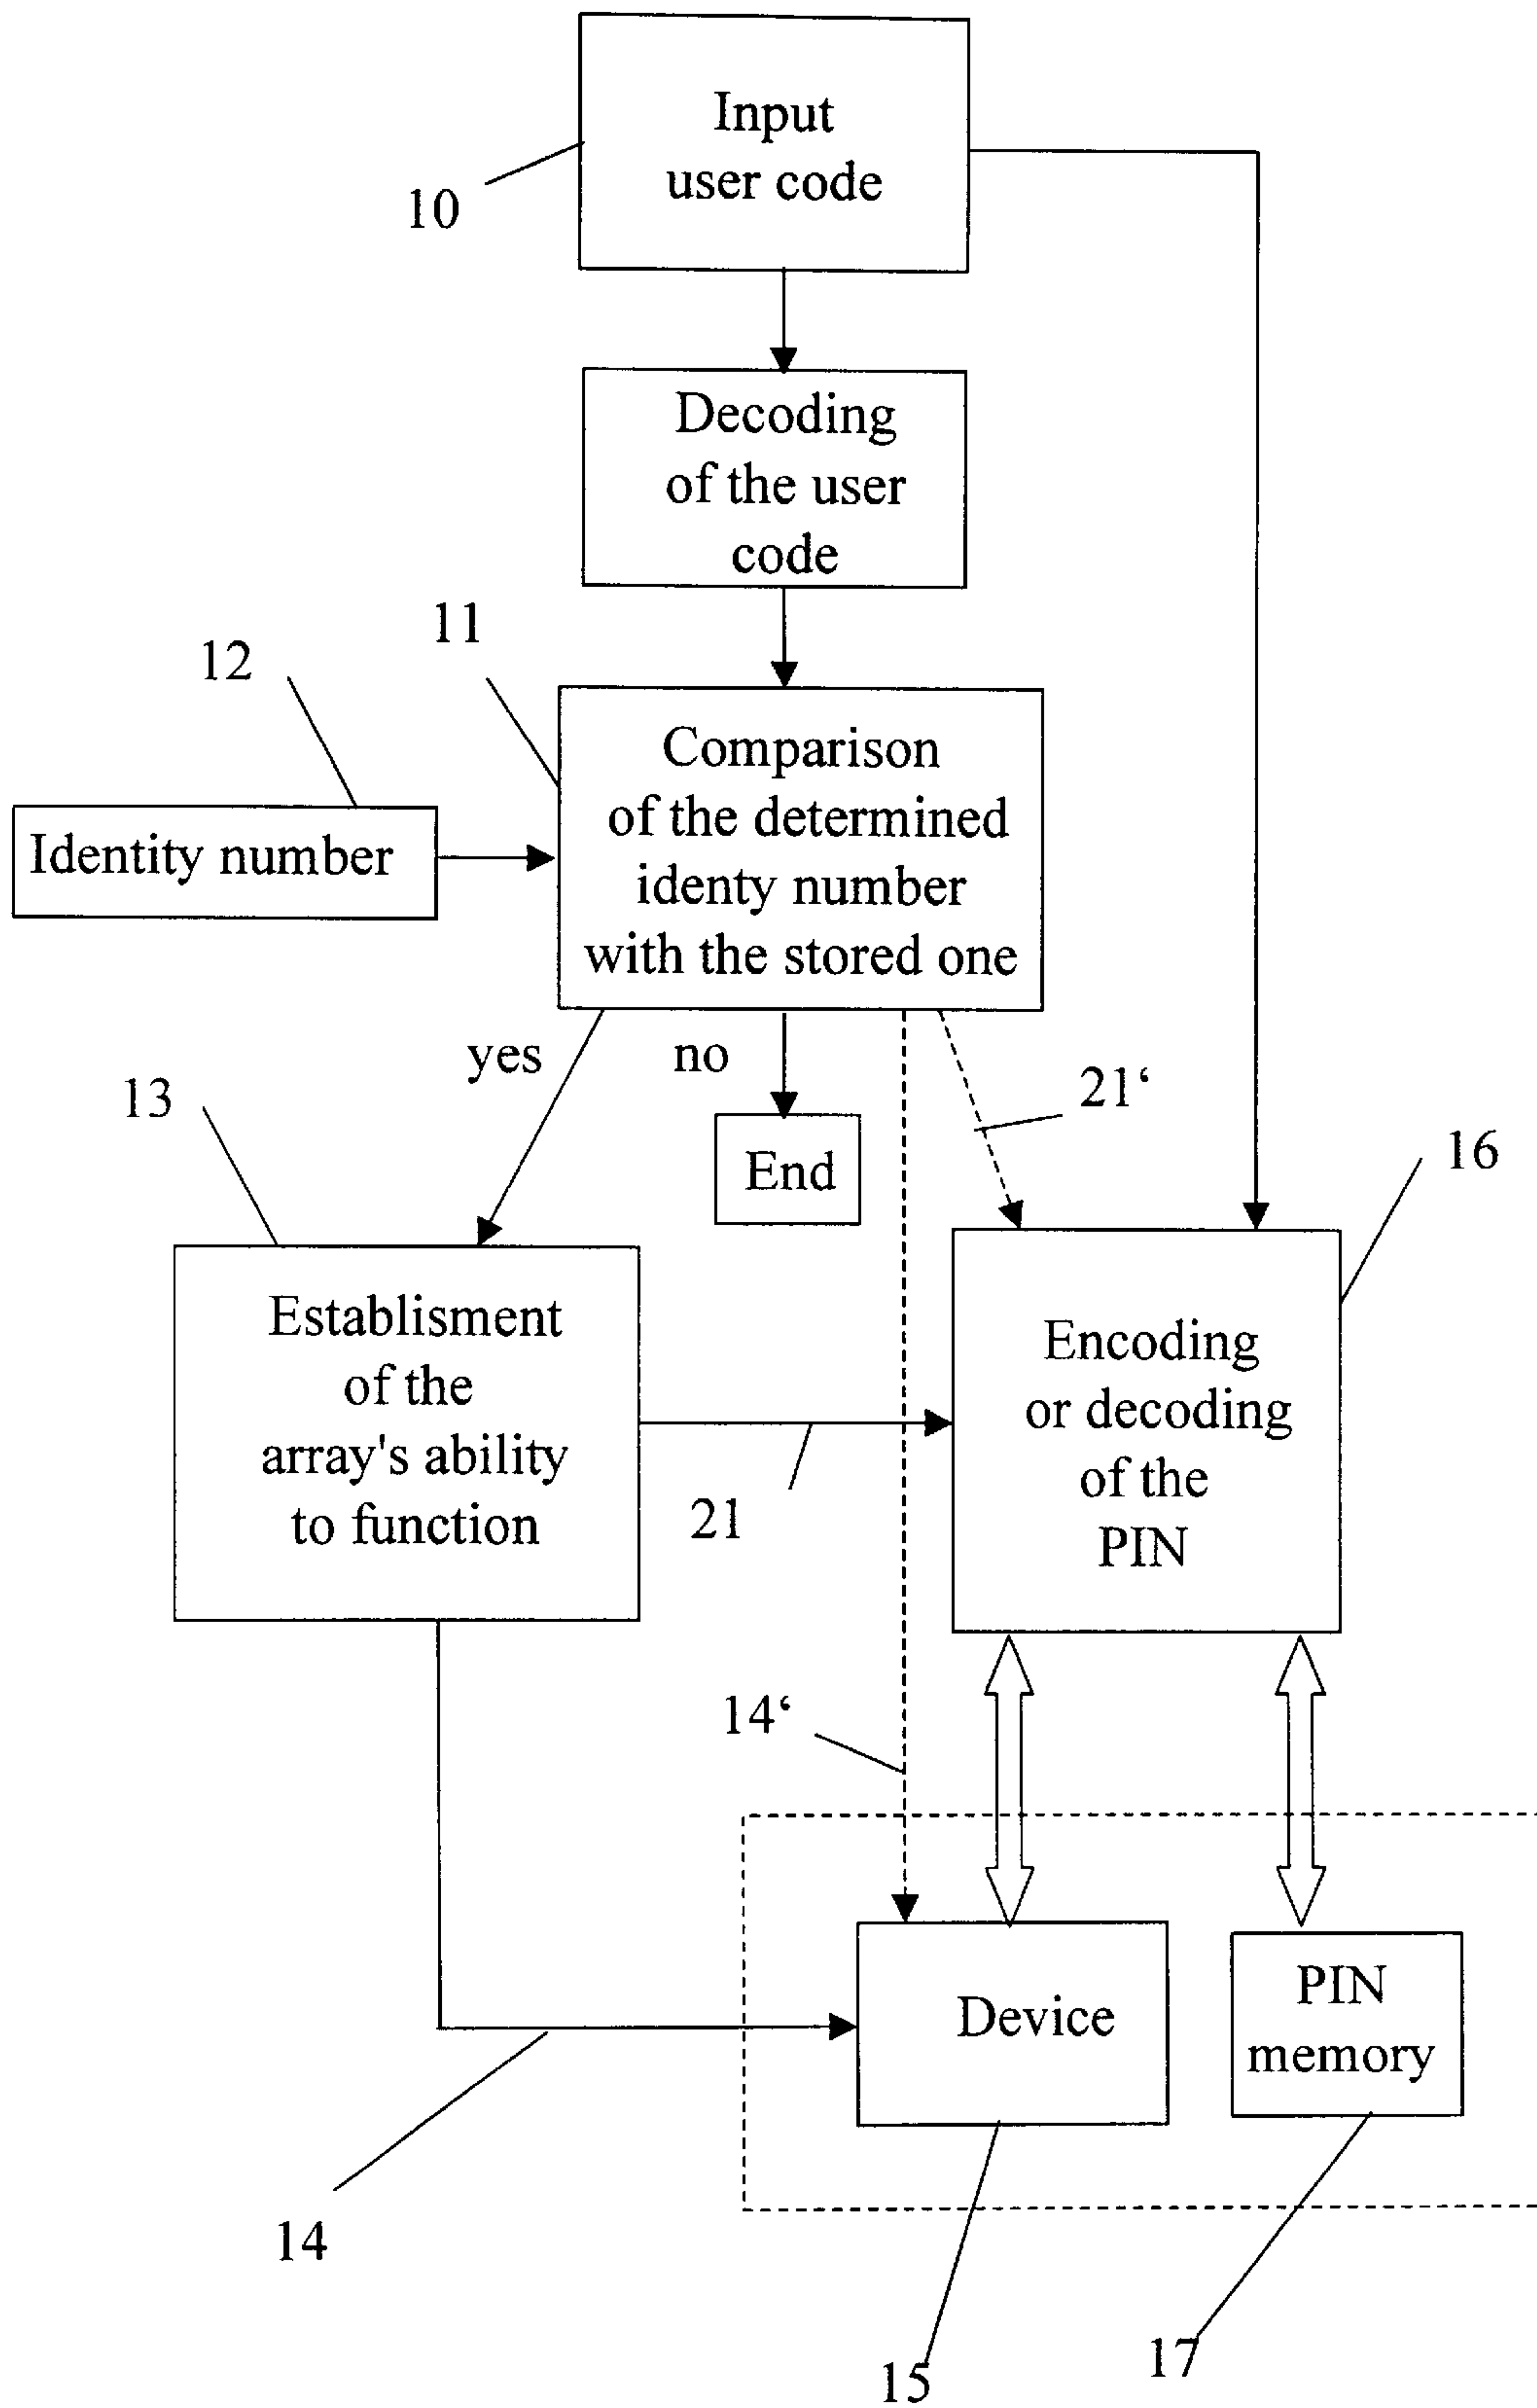 Input
user code
10
Decoding
of the user
code
11
12
Comparison
of the determined
identy number
with the stored one
Identity number
yes
no
21‘
13
End
16
Establisment
of the
array's ability
to function
Encoding
or decoding
of the
PIN
21
14‘
Device
PIN
memory
14
15
17